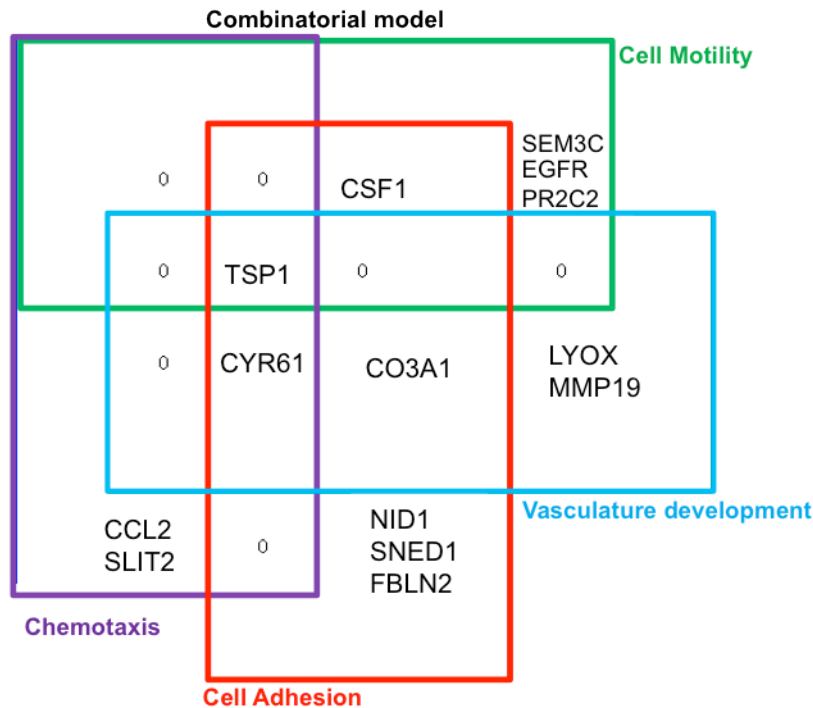 Combinatorial model
Cell Motility
SEM3C
EGFR
PR2C2
0
0
CSF1
0
TSP1
0
0
0
CYR61
CO3A1
LYOX
MMP19
Vasculature development
CCL2
SLIT2
0
NID1
SNED1
FBLN2
Chemotaxis
Cell Adhesion